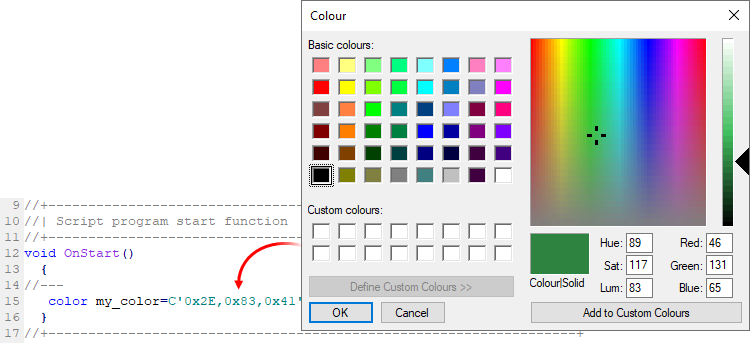 Colour
Basic colours:
Custom colours:
Define Custom Colours >>
OK
Cancel
Colour|Solid
Hue: 89
Sat: 117
Lum: 83
Red: 46
Green: 131
Blue: 65
Add to Custom Colours
9 //+------------------------------------------------------------------+
10 //| Script program start function
11 //+------------------------------------------------------------------+
12 void OnStart()
13 {
14 //---
15 color my_color=C'0x2E,0x83,0x41'
16 }
17 //+------------------------------------------------------------------+